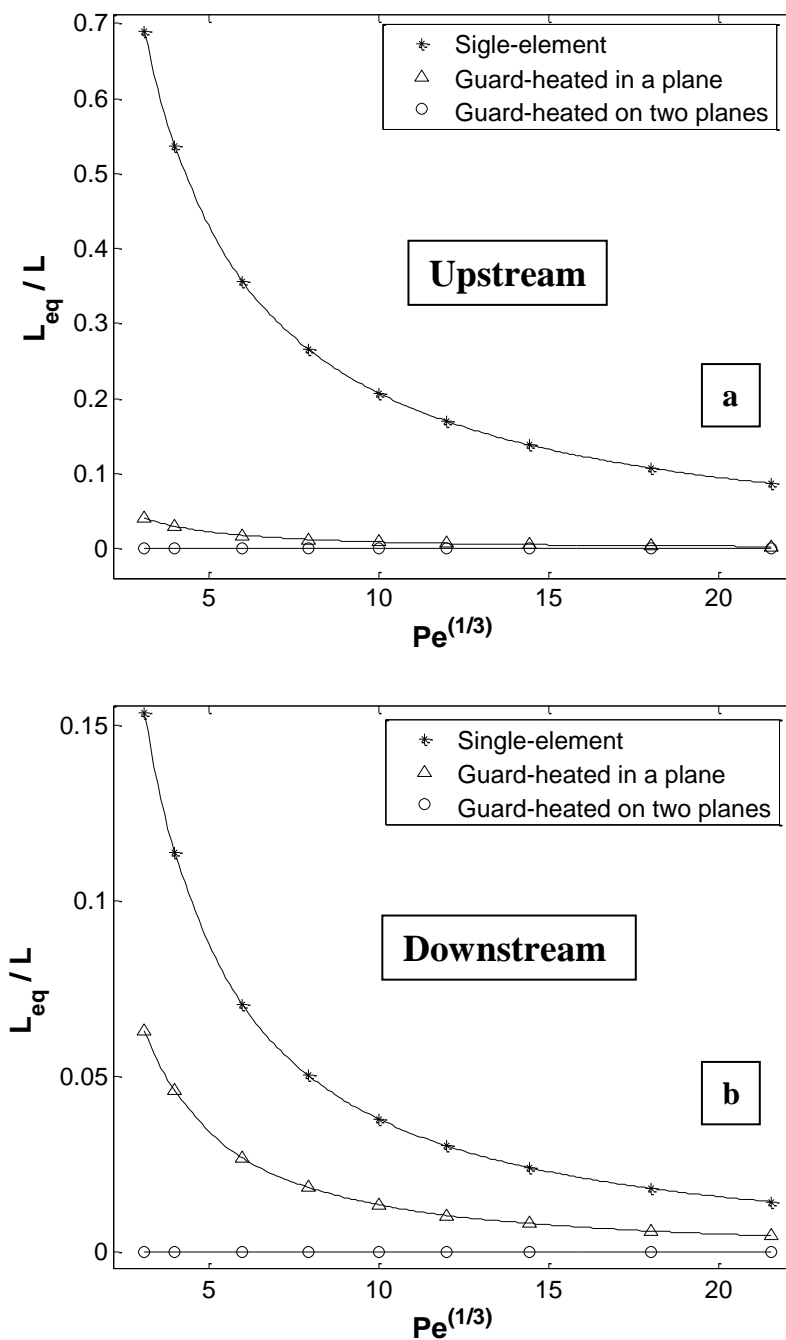 0.7
0.6
0.5
0.4
0.3
0.2
0.1
0
L_eq / L
Sigle-element
Guard-heated in a plane
Guard-heated on two planes
Upstream
a
5 10 15 20
Pe^(1/3)
0.15
0.1
0.05
0
L_eq / L
Single-element
Guard-heated in a plane
Guard-heated on two planes
Downstream
b
5 10 15 20
Pe^(1/3)